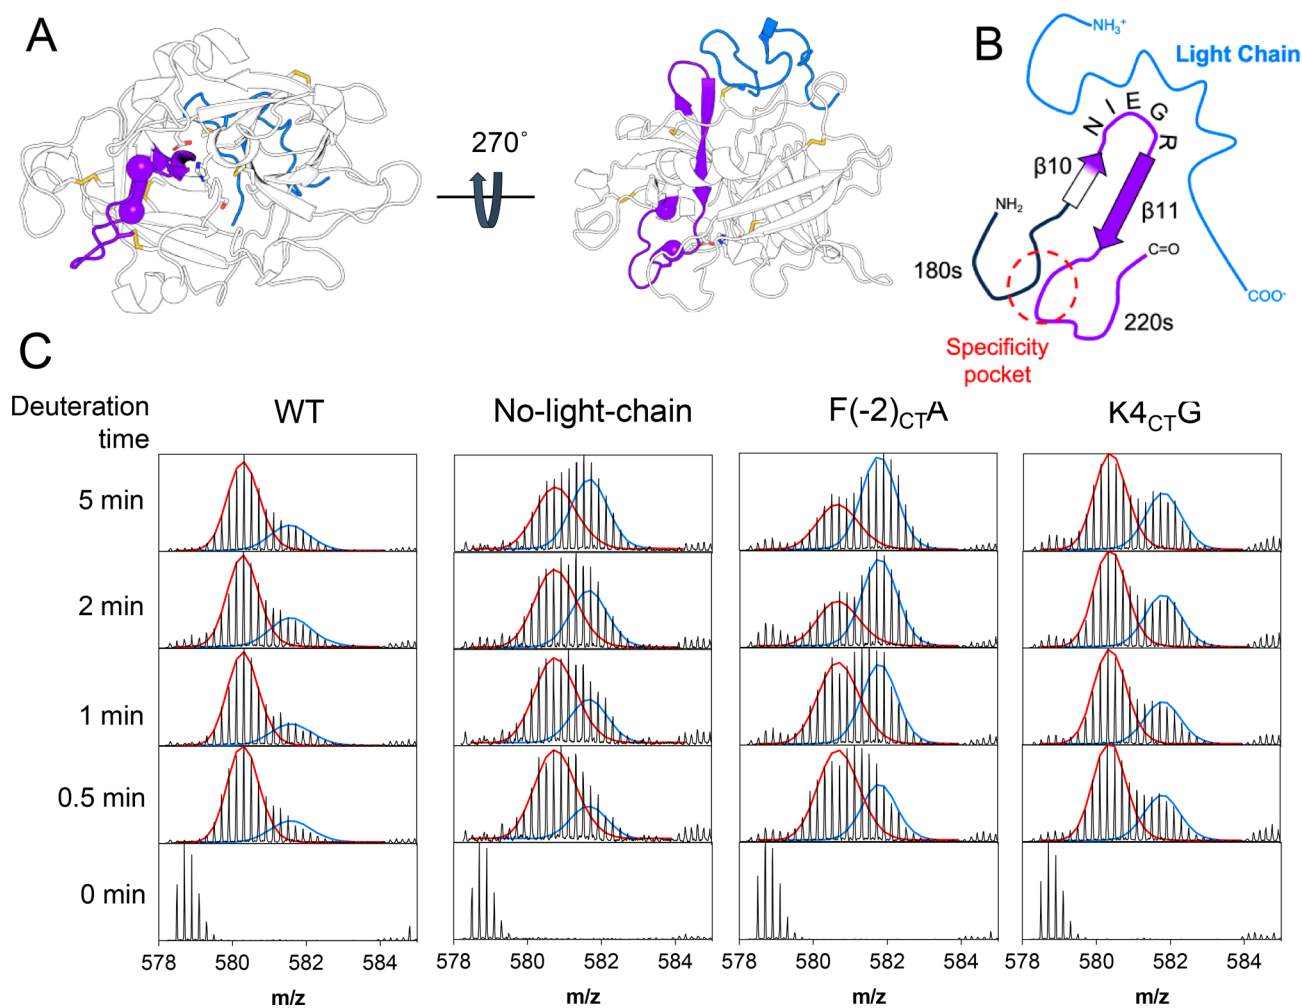 A
270°
B
NH₃⁺
Light Chain
N I E G R
β10
NH₂
β11
C=O
180s
COO⁻
220s
Specificity
pocket
C
Deuteration
time
WT
No-light-chain
F(-2)CTA
K4CTG
5 min
2 min
1 min
0.5 min
0 min
578 580 582 584
578 580 582 584
578 580 582 584
578 580 582 584
m/z
m/z
m/z
m/z